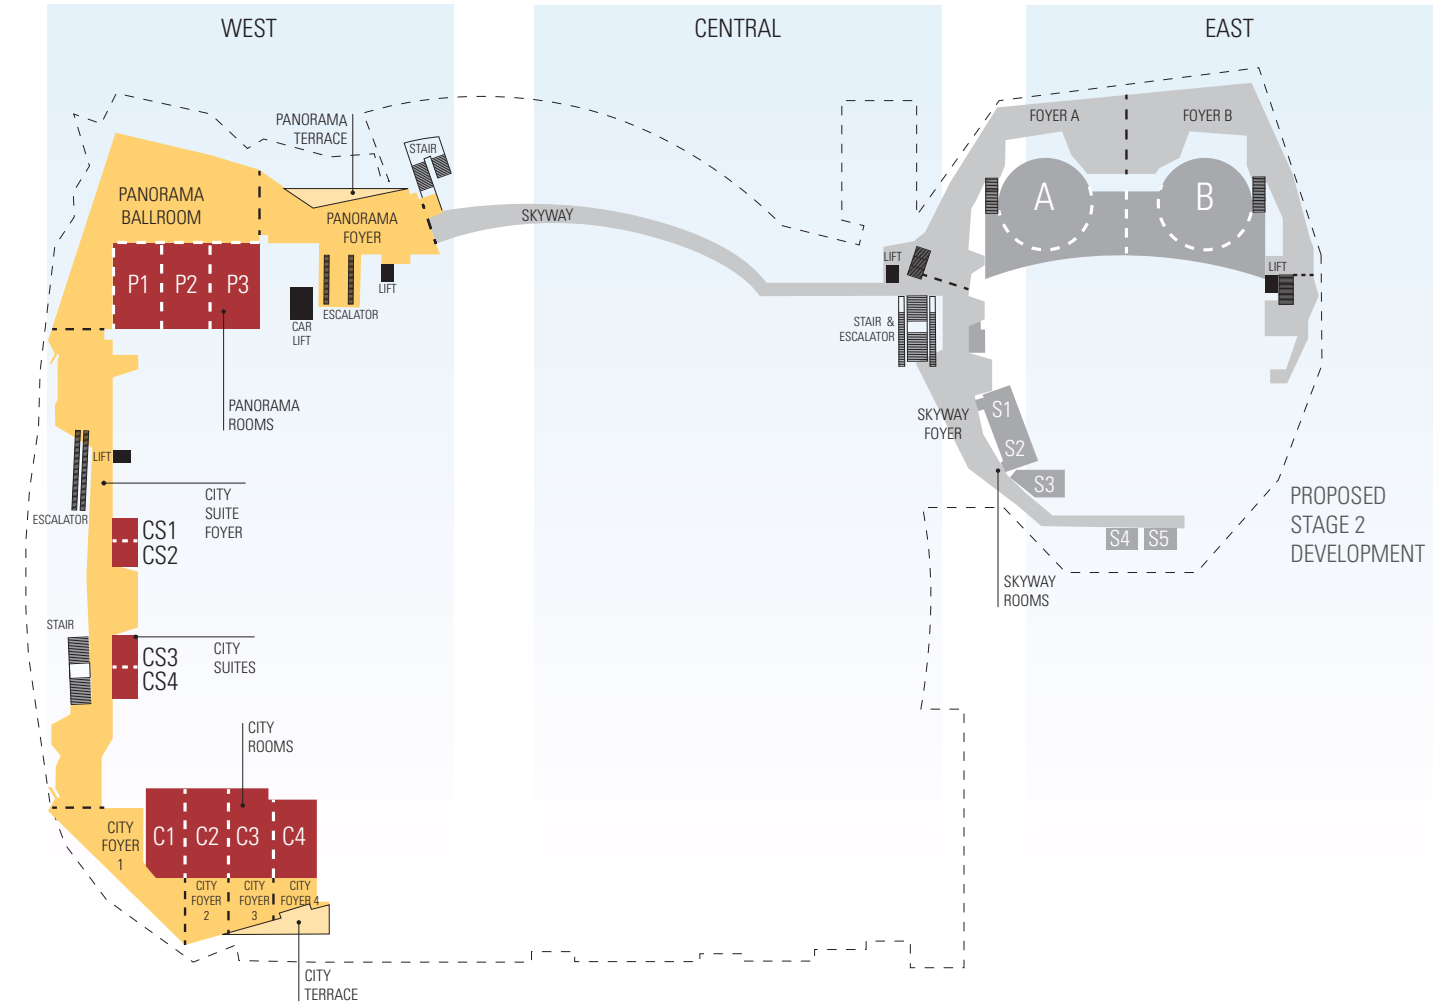 WEST
CENTRAL
EAST
PANORAMA
TERRACE
STAIR
FOYER A
FOYER B
PANORAMA
BALLROOM
PANORAMA
FOYER
SKYWAY
A
B
P1
P2
P3
CAR
LIFT
ESCALATOR
LIFT
LIFT
LIFT
STAIR &
ESCALATOR
PANORAMA
ROOMS
SKYWAY
FOYER
S1
S2
S3
S4
S5
SKYWAY
ROOMS
PROPOSED
STAGE 2
DEVELOPMENT
LIFT
ESCALATOR
CITY
SUITE
FOYER
CS1
CS2
STAIR
CS3
CS4
CITY
SUITES
CITY
ROOMS
CITY
FOYER
1
C1
C2
C3
C4
CITY
FOYER
2
CITY
FOYER
3
CITY
FOYER 4
CITY
TERRACE